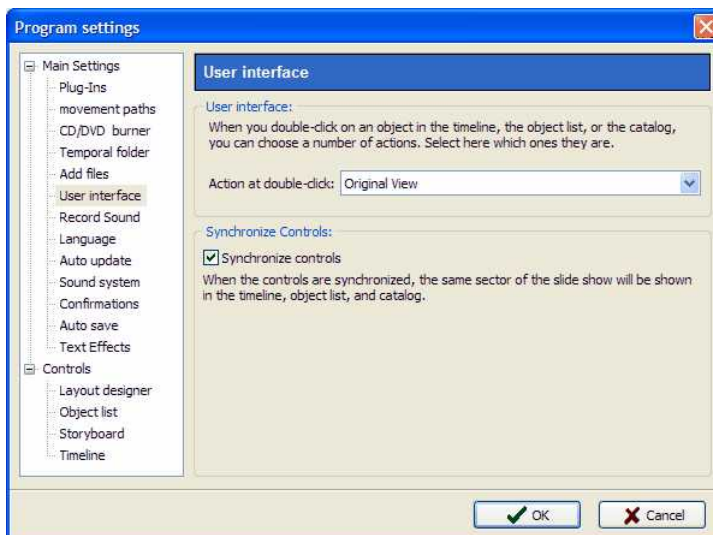 Program settings
Main Settings
Plug-Ins
movement paths
CD/DVD burner
Temporal folder
Add files
User interface
Record Sound
Language
Auto update
Sound system
Confirmations
Auto save
Text Effects
Controls
Layout designer
Object list
Storyboard
Timeline
User interface
User interface:
When you double-click on an object in the timeline, the object list, or the catalog,
you can choose a number of actions. Select here which ones they are.
Action at double-click: Original View
Synchronize Controls:
Synchronize controls
When the controls are synchronized, the same sector of the slide show will be shown
in the timeline, object list, and catalog.
OK Cancel